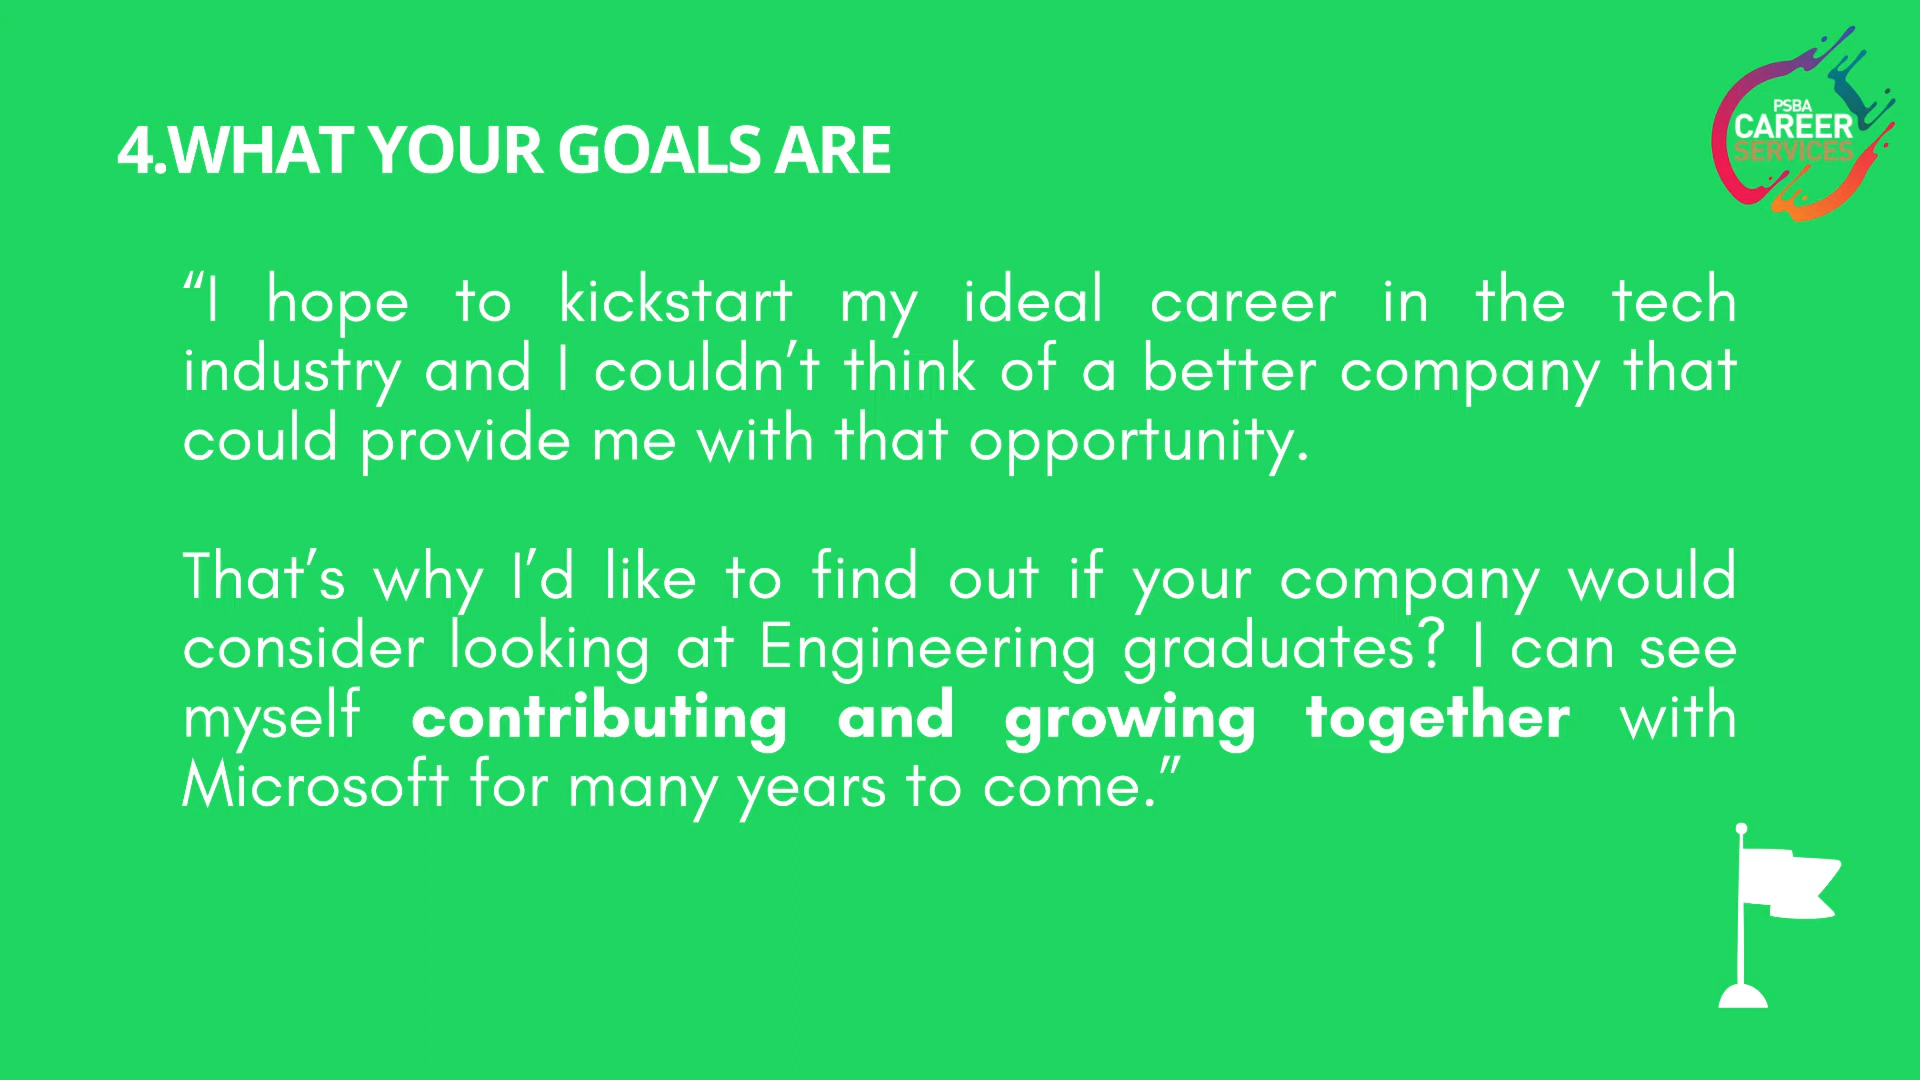 PSBA
CAREER
SERVICES
4.WHAT YOUR GOALS ARE
“I hope to kickstart my ideal career in the tech
industry and I couldn’t think of a better company that
could provide me with that opportunity.
That’s why I’d like to find out if your company would
consider looking at Engineering graduates? I can see
myself contributing and growing together with
Microsoft for many years to come.”